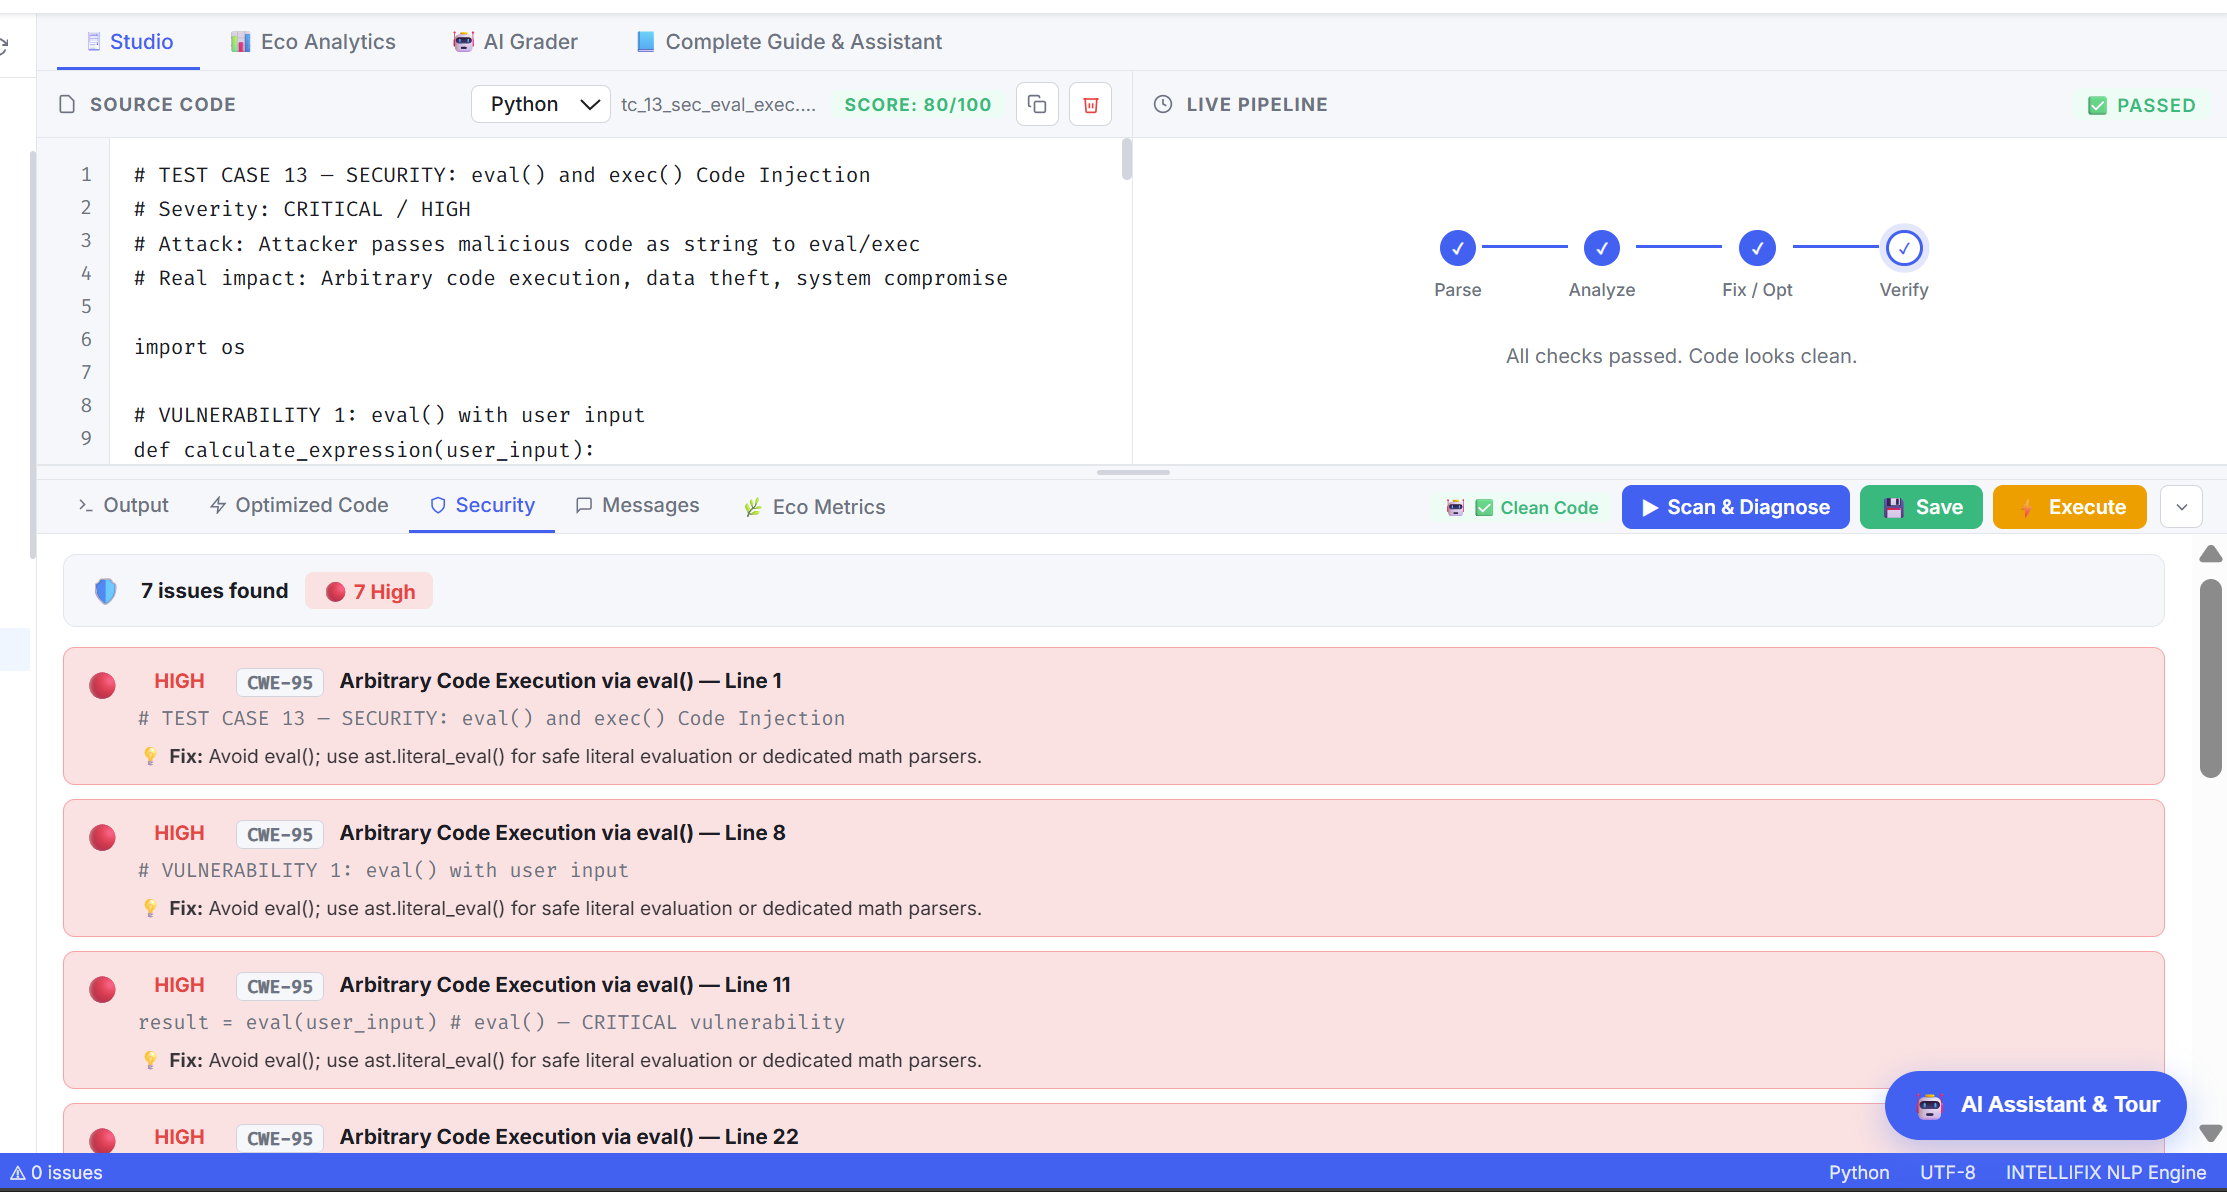 Studio
Eco Analytics
AI Grader
Complete Guide & Assistant
SOURCE CODE
Python
tc_13_sec_eval_exec....
SCORE: 80/100
LIVE PIPELINE
PASSED
1 # TEST CASE 13 — SECURITY: eval() and exec() Code Injection
2 # Severity: CRITICAL / HIGH
3 # Attack: Attacker passes malicious code as string to eval/exec
4 # Real impact: Arbitrary code execution, data theft, system compromise
5
6 import os
7
8 # VULNERABILITY 1: eval() with user input
9 def calculate_expression(user_input):
Parse
Analyze
Fix / Opt
Verify
All checks passed. Code looks clean.
Output
Optimized Code
Security
Messages
Eco Metrics
Clean Code
Scan & Diagnose
Save
Execute
7 issues found
7 High
HIGH CWE-95 Arbitrary Code Execution via eval() — Line 1
# TEST CASE 13 — SECURITY: eval() and exec() Code Injection
Fix: Avoid eval(); use ast.literal_eval() for safe literal evaluation or dedicated math parsers.
HIGH CWE-95 Arbitrary Code Execution via eval() — Line 8
# VULNERABILITY 1: eval() with user input
Fix: Avoid eval(); use ast.literal_eval() for safe literal evaluation or dedicated math parsers.
HIGH CWE-95 Arbitrary Code Execution via eval() — Line 11
result = eval(user_input) # eval() — CRITICAL vulnerability
Fix: Avoid eval(); use ast.literal_eval() for safe literal evaluation or dedicated math parsers.
HIGH CWE-95 Arbitrary Code Execution via eval() — Line 22
AI Assistant & Tour
0 issues
Python
UTF-8
INTELLIFIX NLP Engine